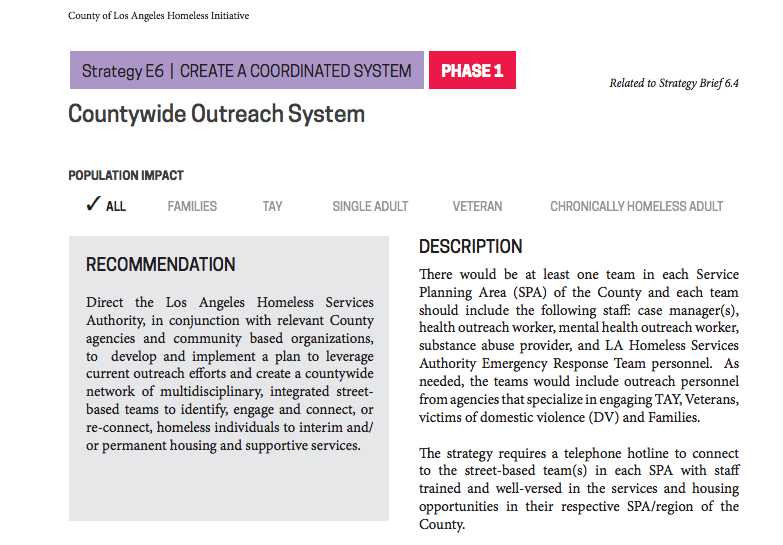 County of Los Angeles Homeless Initiative
Strategy E6 | CREATE A COORDINATED SYSTEM
PHASE 1
Related to Strategy Brief 6.4
Countywide Outreach System
POPULATION IMPACT
✓ ALL FAMILIES TAY SINGLE ADULT VETERAN CHRONICALLY HOMELESS ADULT
RECOMMENDATION
Direct the Los Angeles Homeless Services
Authority, in conjunction with relevant County
agencies and community based organizations,
to develop and implement a plan to leverage
current outreach efforts and create a countywide
network of multidisciplinary, integrated street-
based teams to identify, engage and connect, or
re-connect, homeless individuals to interim and/
or permanent housing and supportive services.
DESCRIPTION
There would be at least one team in each Service
Planning Area (SPA) of the County and each team
should include the following staff: case manager(s),
health outreach worker, mental health outreach worker,
substance abuse provider, and LA Homeless Services
Authority Emergency Response Team personnel. As
needed, the teams would include outreach personnel
from agencies that specialize in engaging TAY, Veterans,
victims of domestic violence (DV) and Families.
The strategy requires a telephone hotline to connect
to the street-based team(s) in each SPA with staff
trained and well-versed in the services and housing
opportunities in their respective SPA/region of the
County.